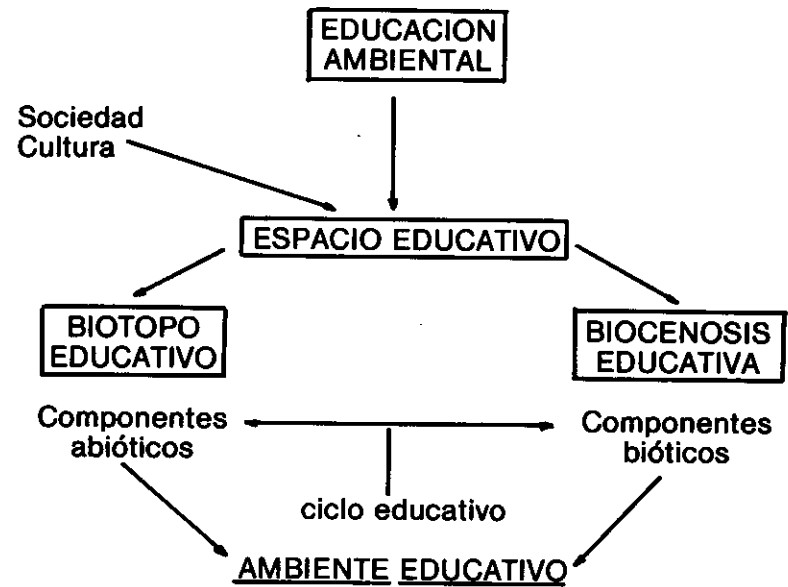 EDUCACION
AMBIENTAL
Sociedad
Cultura
ESPACIO EDUCATIVO
BIOTOPO
EDUCATIVO
BIOCENOSIS
EDUCATIVA
Componentes
abióticos
Componentes
bióticos
ciclo educativo
AMBIENTE EDUCATIVO